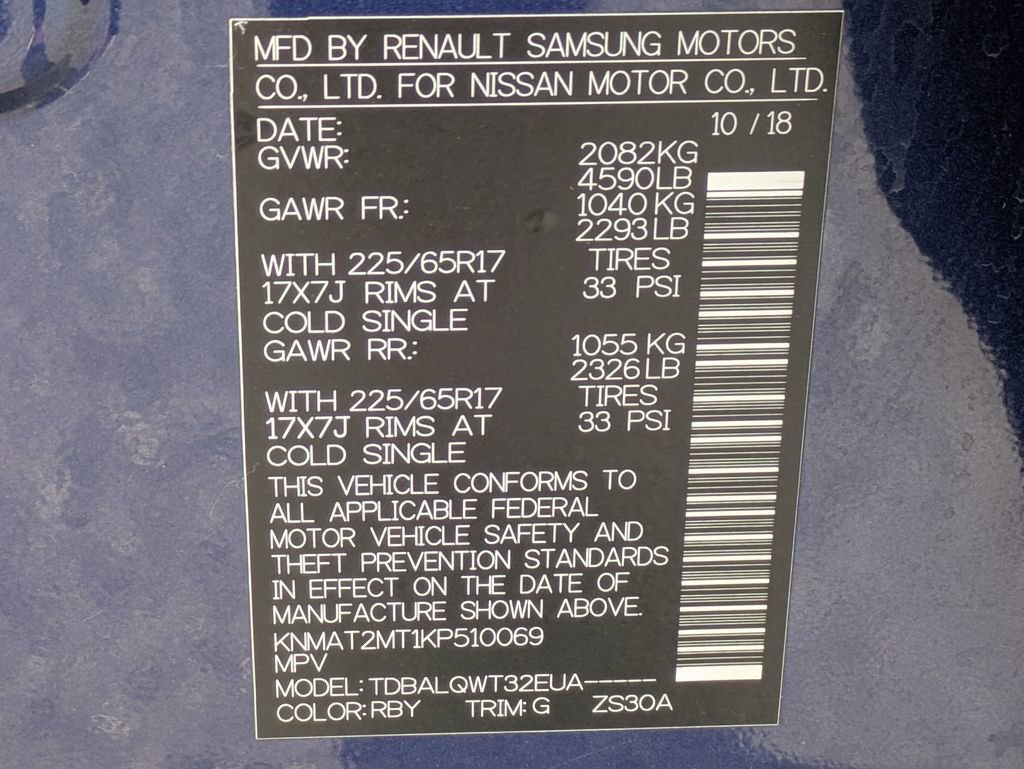 MFD BY RENAULT SAMSUNG MOTORS
CO., LTD. FOR NISSAN MOTOR CO., LTD.
DATE: 10 / 18
GVWR: 2082KG
4590LB
GAWR FR.: 1040 KG
2293LB
WITH 225/65R17 TIRES
17X7J RIMS AT 33 PSI
COLD SINGLE
GAWR RR.: 1055 KG
2326LB
WITH 225/65R17 TIRES
17X7J RIMS AT 33 PSI
COLD SINGLE
THIS VEHICLE CONFORMS TO
ALL APPLICABLE FEDERAL
MOTOR VEHICLE SAFETY AND
THEFT PREVENTION STANDARDS
IN EFFECT ON THE DATE OF
MANUFACTURE SHOWN ABOVE.
KNMAT2MT1KP510069
MPV
MODEL: TDBALQWT32EUA-----
COLOR: RBY TRIM: G ZS30A